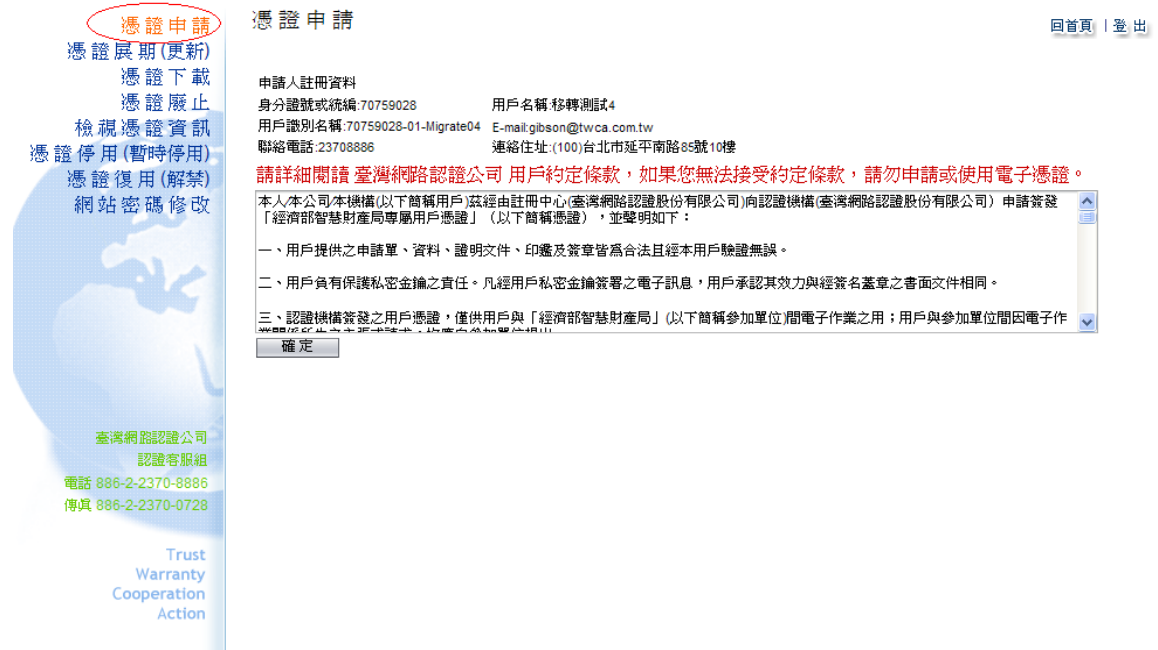 憑證申請
憑證展期(更新)
憑證下載
憑證廢止
檢視憑證資訊
憑證停用(暫時停用)
憑證復用(解禁)
網站密碼修改
臺灣網路認證公司
認證客服組
電話 886-2-2370-8886
傳真 886-2-2370-0728
Trust
Warranty
Cooperation
Action
憑證申請
回首頁 | 登出
申請人註冊資料
身分證號或統編:70759028 用戶名稱:移轉測試4
用戶識別名稱:70759028-01-Migrate04 E-mail:gibson@twca.com.tw
聯絡電話:23708886 連絡住址:(100)台北市延平南路85號10樓
請詳細閱讀 臺灣網路認證公司 用戶約定條款,如果您無法接受約定條款,請勿申請或使用電子憑證。
本人/本公司/本機構(以下簡稱用戶)茲經由註冊中心(臺灣網路認證股份有限公司)向認證機構(臺灣網路認證股份有限公司) 申請簽發
「經濟部智慧財產局專屬用戶憑證」(以下簡稱憑證),並聲明如下:
一、用戶提供之申請單、資料、證明文件、印鑑及簽章皆為合法且經本用戶驗證無誤。
二、用戶負有保護私密金鑰之責任。凡經用戶私密金鑰簽署之電子訊息,用戶承認其效力與經簽名蓋章之書面文件相同。
三、認證機構簽發之用戶憑證,僅供用戶與「經濟部智慧財產局」(以下簡稱參加單位)間電子作業之用;用戶與參加單位間因電子作
確定